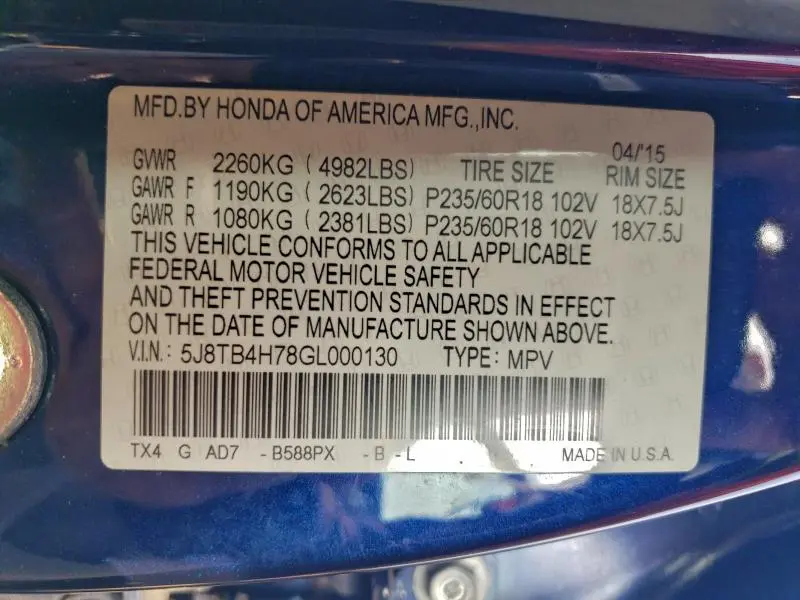 MFD.BY HONDA OF AMERICA MFG.,INC.
04/'15
GVWR 2260KG ( 4982LBS) TIRE SIZE RIM SIZE
GAWR F 1190KG ( 2623LBS) P235/60R18 102V 18X7.5J
GAWR R 1080KG ( 2381LBS) P235/60R18 102V 18X7.5J
THIS VEHICLE CONFORMS TO ALL APPLICABLE
FEDERAL MOTOR VEHICLE SAFETY
AND THEFT PREVENTION STANDARDS IN EFFECT
ON THE DATE OF MANUFACTURE SHOWN ABOVE.
V.I.N.: 5J8TB4H78GL000130 TYPE: MPV
TX4 G AD7 -B588PX -B -L MADE IN U.S.A.